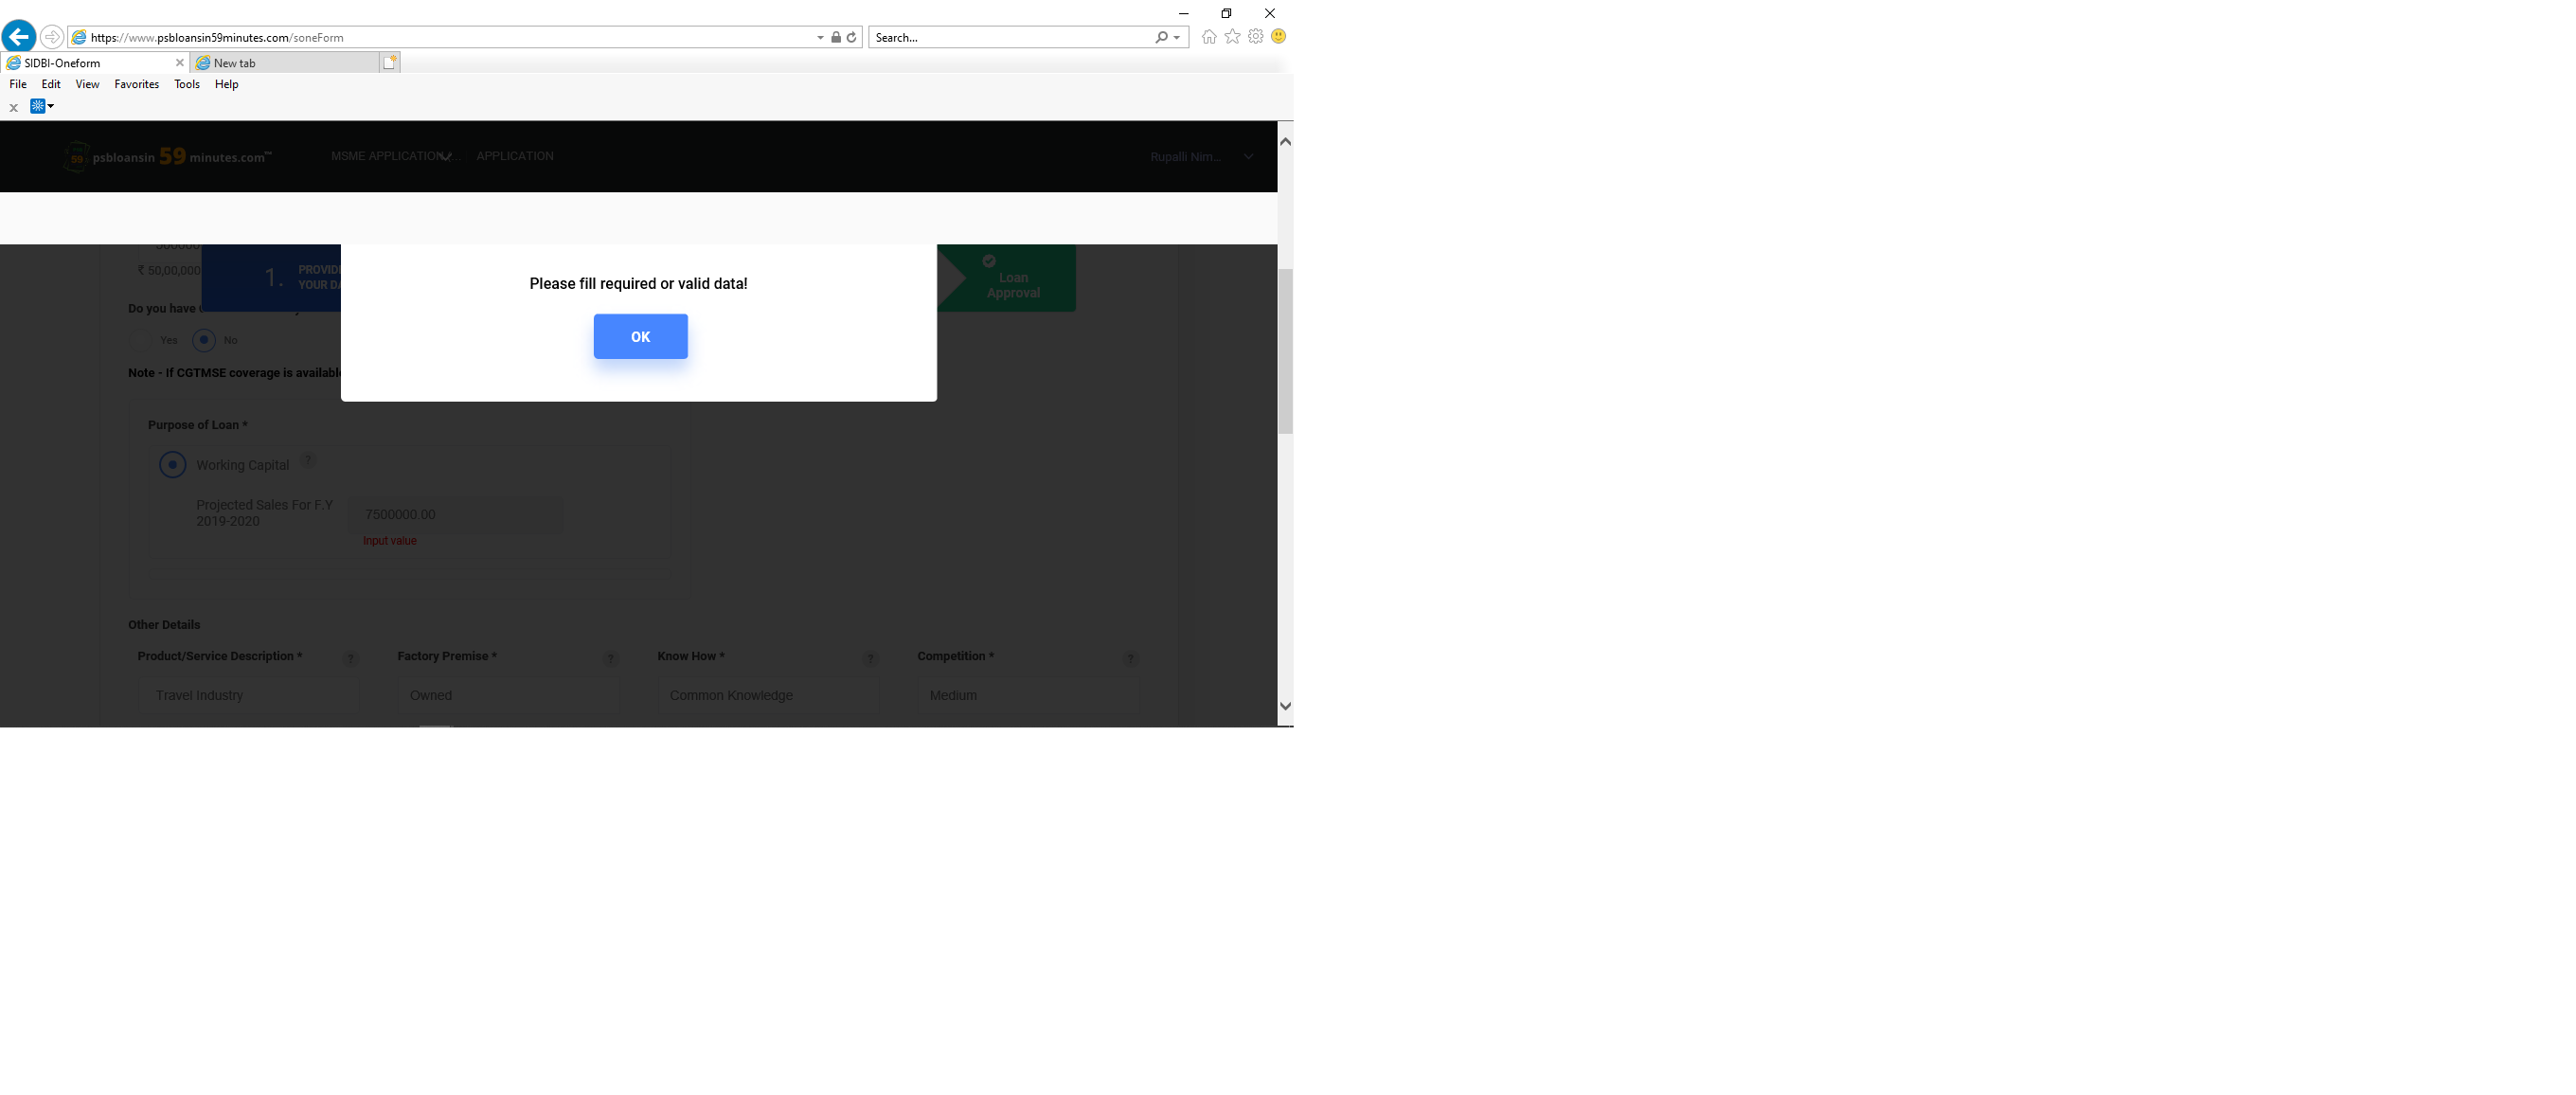 https://www.psbloansin59minutes.com/soneForm
Search...
SIDBI-Oneform
New tab
File Edit View Favorites Tools Help
psbloansin 59 minutes.com™
MSME APPLICATION
APPLICATION
Rupalli Nim...
₹ 50,00,000
1.
PROVID
YOUR DA
Loan
Approval
Please fill required or valid data!
OK
Do you have
Yes
No
Note - If CGTMSE coverage is availabl
Purpose of Loan *
Working Capital ?
Projected Sales For F.Y
2019-2020
7500000.00
Input value
Other Details
Product/Service Description * ? Factory Premise * ? Know How * ? Competition * ?
Travel Industry Owned Common Knowledge Medium